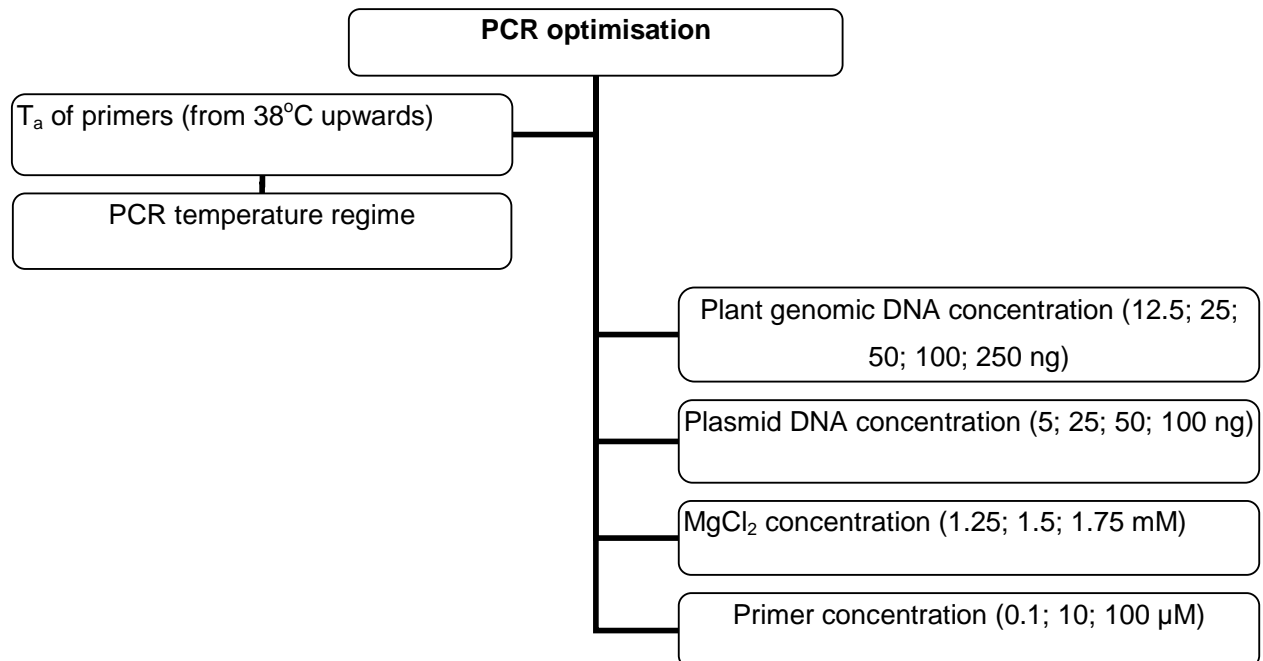 PCR optimisation
Tₐ of primers (from 38°C upwards)
PCR temperature regime
Plant genomic DNA concentration (12.5; 25;
50; 100; 250 ng)
Plasmid DNA concentration (5; 25; 50; 100 ng)
MgCl₂ concentration (1.25; 1.5; 1.75 mM)
Primer concentration (0.1; 10; 100 µM)